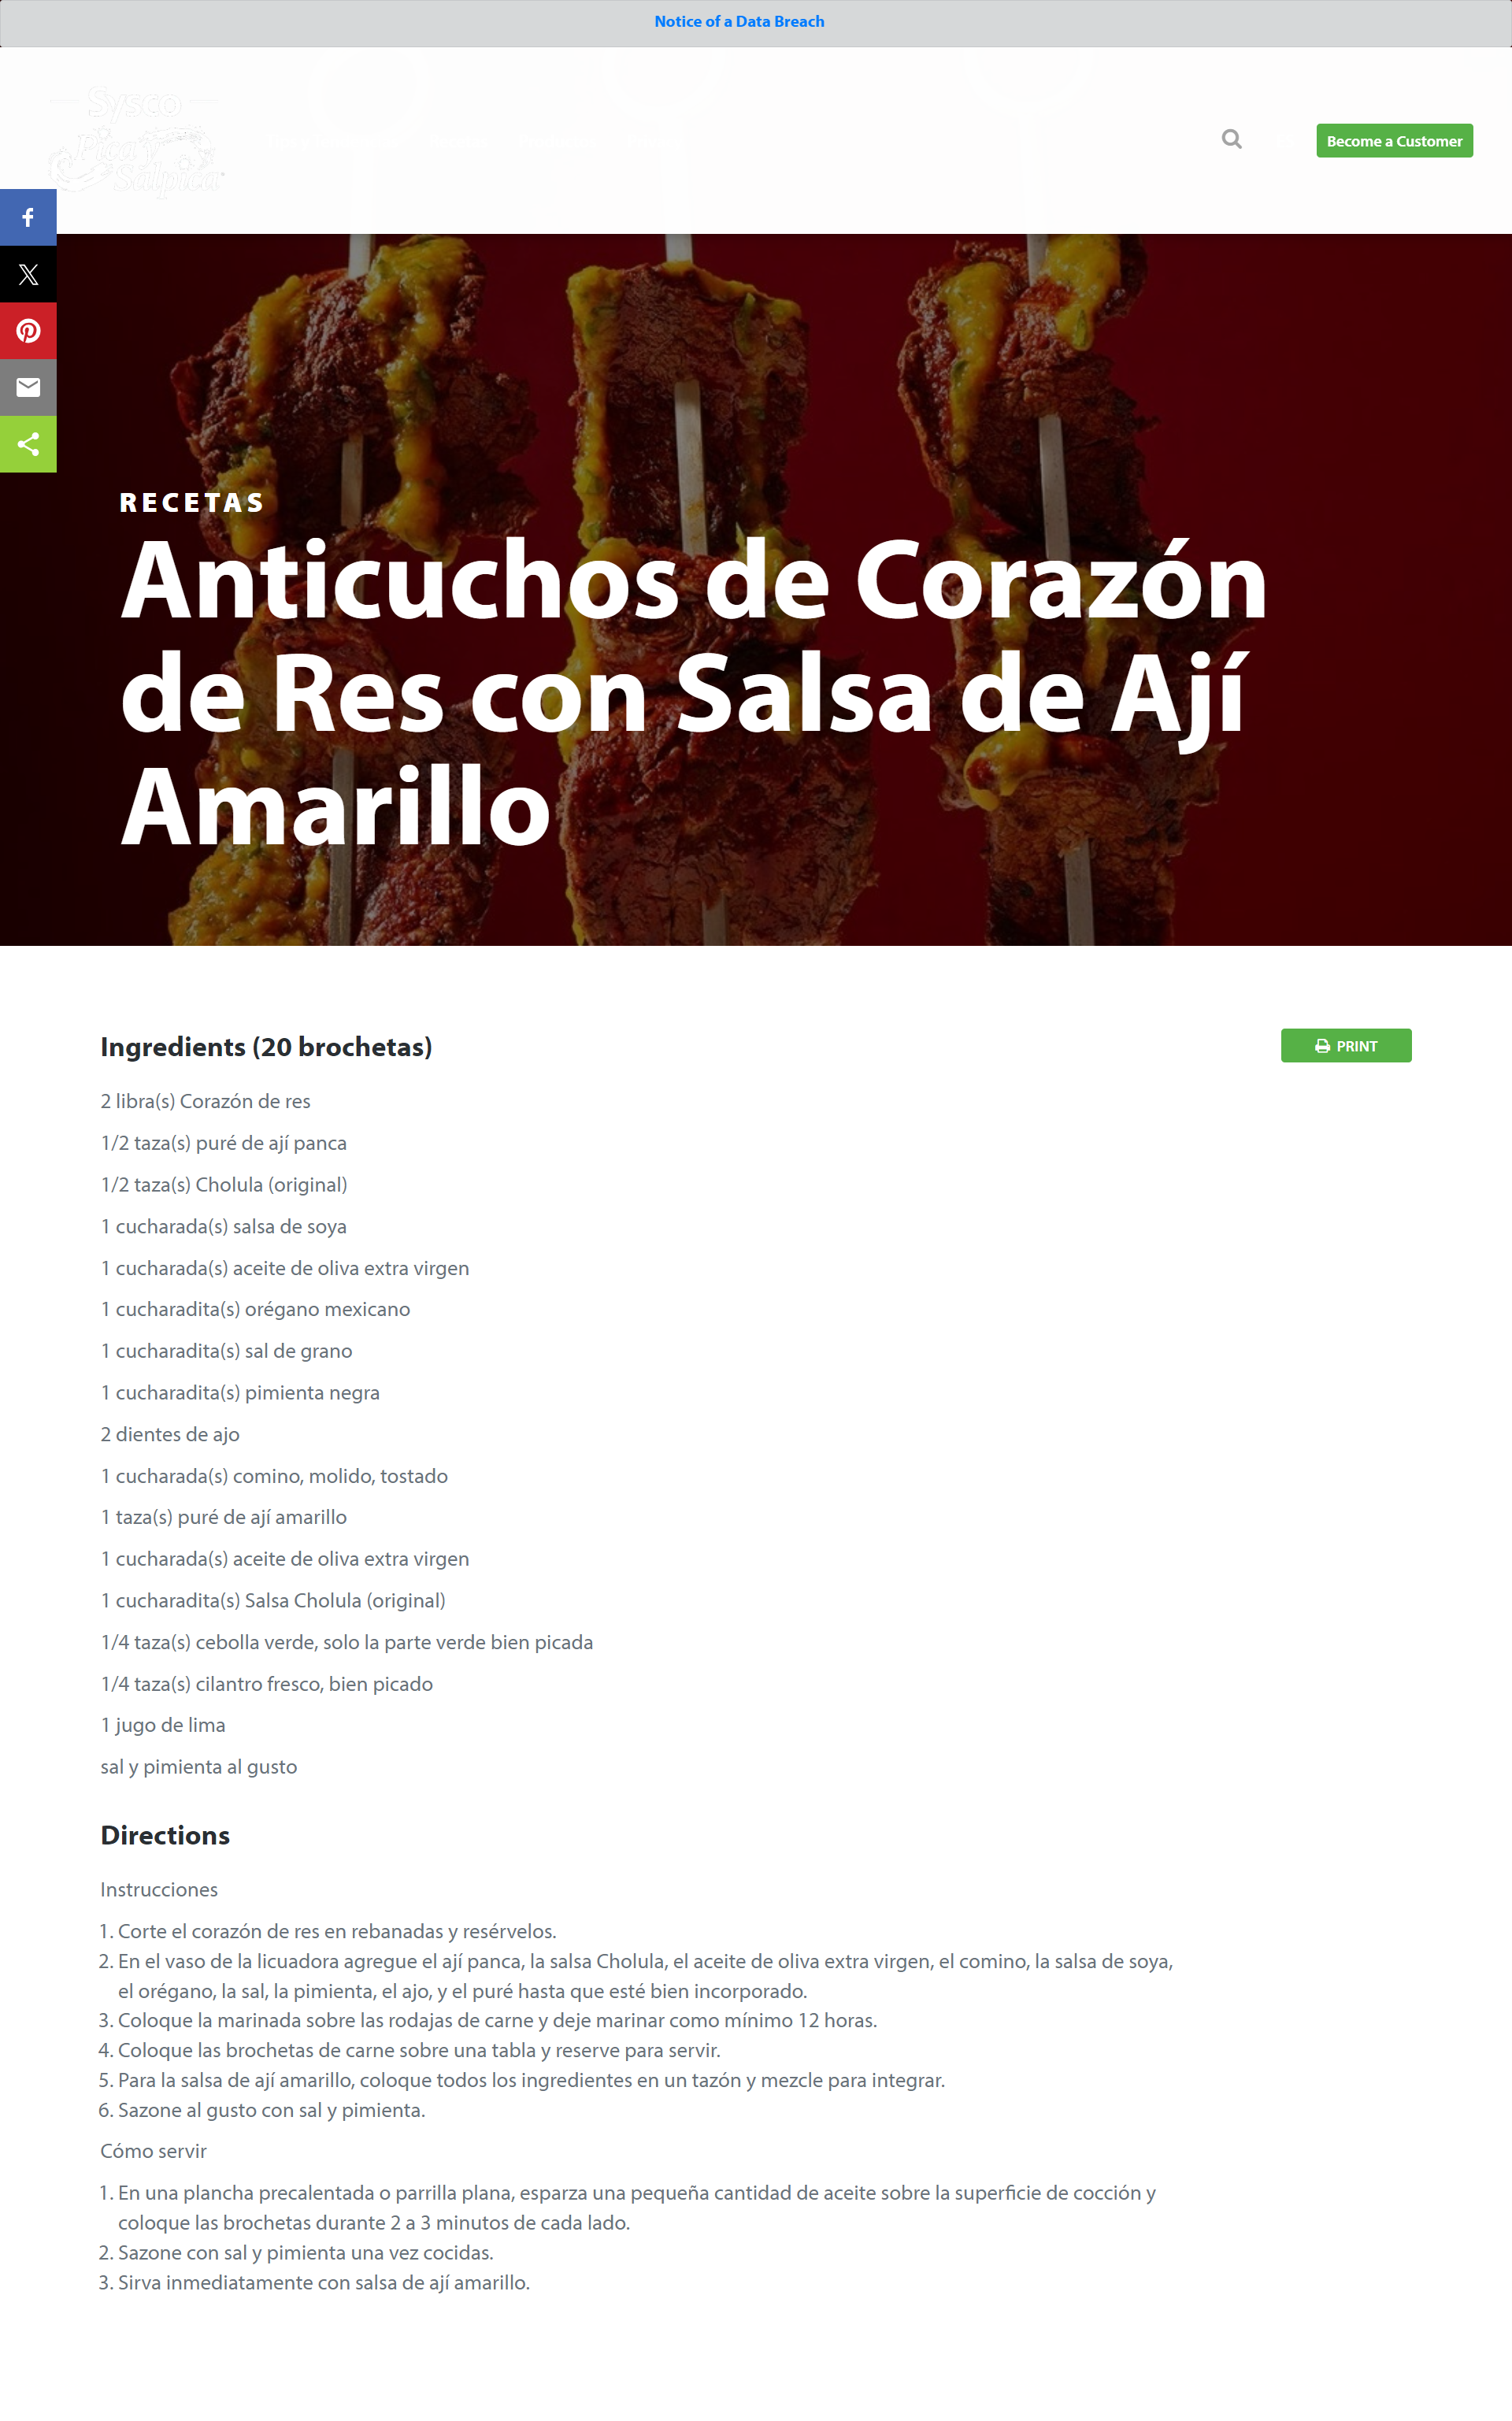 Notice of a Data Breach
Sysco
Pica y
Salpica
Become a Customer
RECETAS
Anticuchos de Corazón
de Res con Salsa de Ají
Amarillo
Ingredients (20 brochetas)
PRINT
2 libra(s) Corazón de res
1/2 taza(s) puré de ají panca
1/2 taza(s) Cholula (original)
1 cucharada(s) salsa de soya
1 cucharada(s) aceite de oliva extra virgen
1 cucharadita(s) orégano mexicano
1 cucharadita(s) sal de grano
1 cucharadita(s) pimienta negra
2 dientes de ajo
1 cucharada(s) comino, molido, tostado
1 taza(s) puré de ají amarillo
1 cucharada(s) aceite de oliva extra virgen
1 cucharadita(s) Salsa Cholula (original)
1/4 taza(s) cebolla verde, solo la parte verde bien picada
1/4 taza(s) cilantro fresco, bien picado
1 jugo de lima
sal y pimienta al gusto
Directions
Instrucciones
1. Corte el corazón de res en rebanadas y resérvelos.
2. En el vaso de la licuadora agregue el ají panca, la salsa Cholula, el aceite de oliva extra virgen, el comino, la salsa de soya,
el orégano, la sal, la pimienta, el ajo, y el puré hasta que esté bien incorporado.
3. Coloque la marinada sobre las rodajas de carne y deje marinar como mínimo 12 horas.
4. Coloque las brochetas de carne sobre una tabla y reserve para servir.
5. Para la salsa de ají amarillo, coloque todos los ingredientes en un tazón y mezcle para integrar.
6. Sazone al gusto con sal y pimienta.
Cómo servir
1. En una plancha precalentada o parrilla plana, esparza una pequeña cantidad de aceite sobre la superficie de cocción y
coloque las brochetas durante 2 a 3 minutos de cada lado.
2. Sazone con sal y pimienta una vez cocidas.
3. Sirva inmediatamente con salsa de ají amarillo.